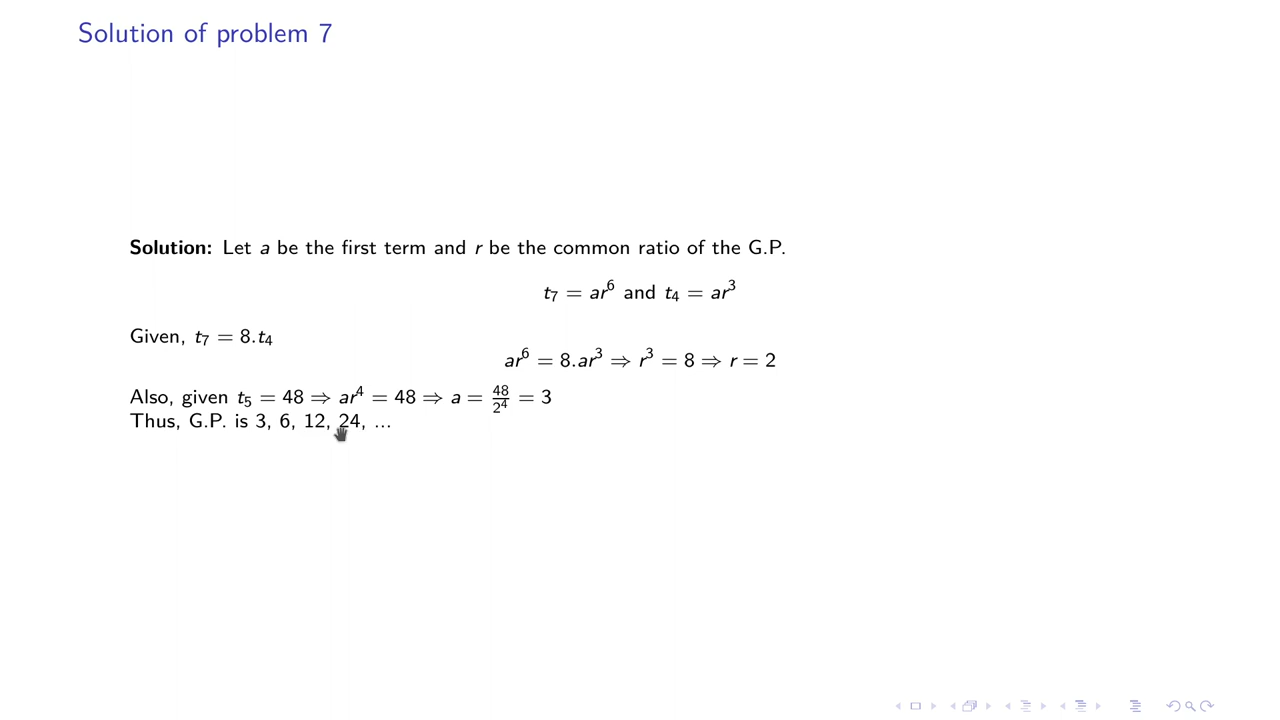 Solution of problem 7
Solution: Let a be the first term and r be the common ratio of the G.P.
t₇ = ar⁶ and t₄ = ar³
Given, t₇ = 8.t₄
ar⁶ = 8.ar³ ⇒ r³ = 8 ⇒ r = 2
Also, given t₅ = 48 ⇒ ar⁴ = 48 ⇒ a = 48/2⁴ = 3
Thus, G.P. is 3, 6, 12, 24, ...